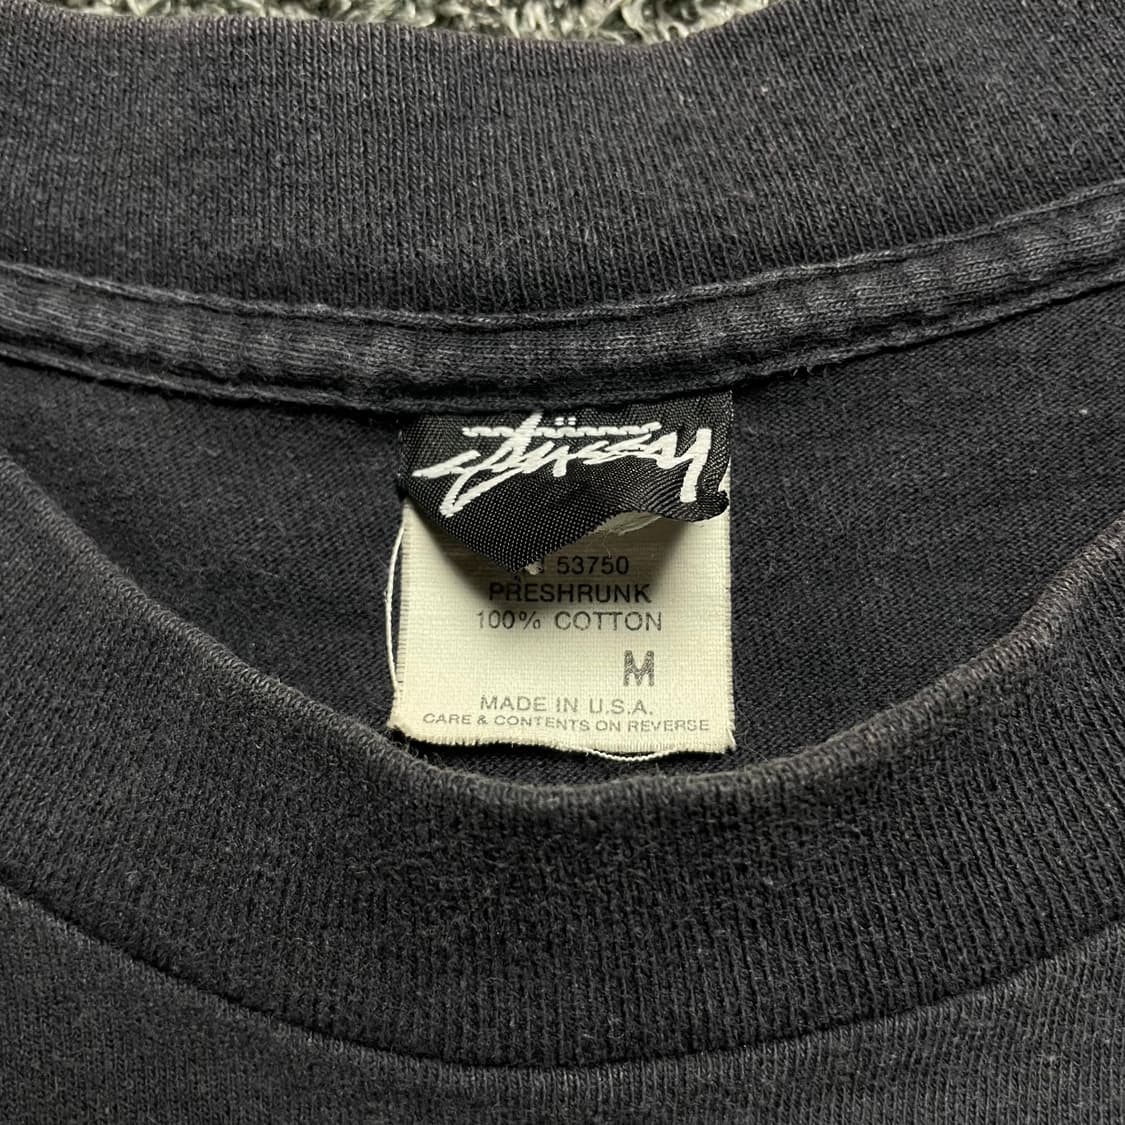 Stüssy
53750
PRESHRUNK
100% COTTON
M
MADE IN U.S.A.
CARE & CONTENTS ON REVERSE